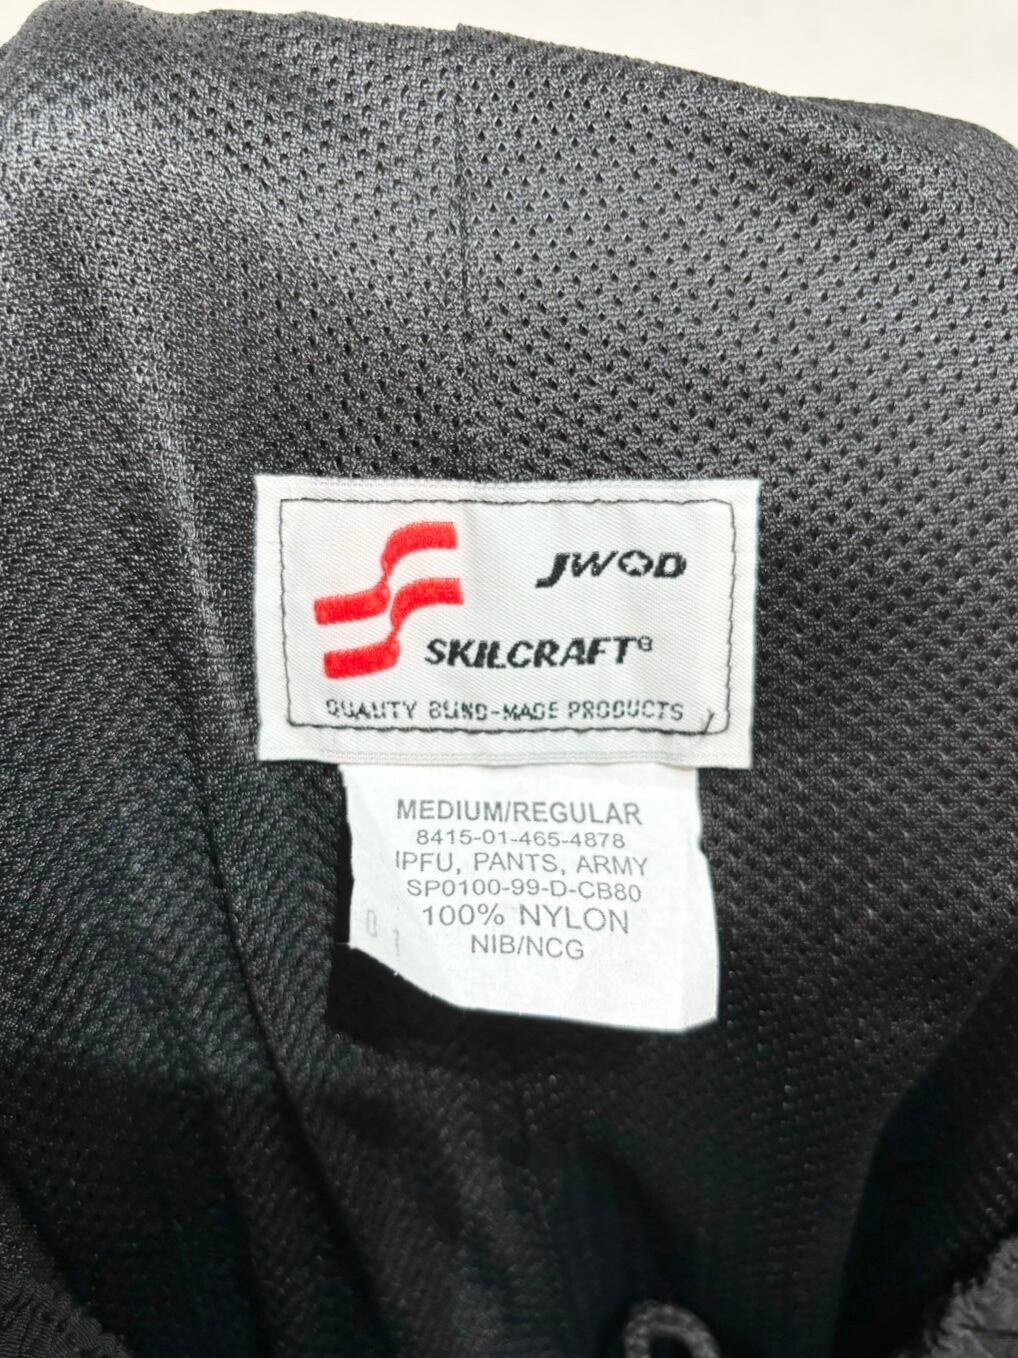 JWOD
SKILCRAFT®
QUALITY BLIND-MADE PRODUCTS
MEDIUM/REGULAR
8415-01-465-4878
IPFU, PANTS, ARMY
SP0100-99-D-CB80
100% NYLON
NIB/NCG